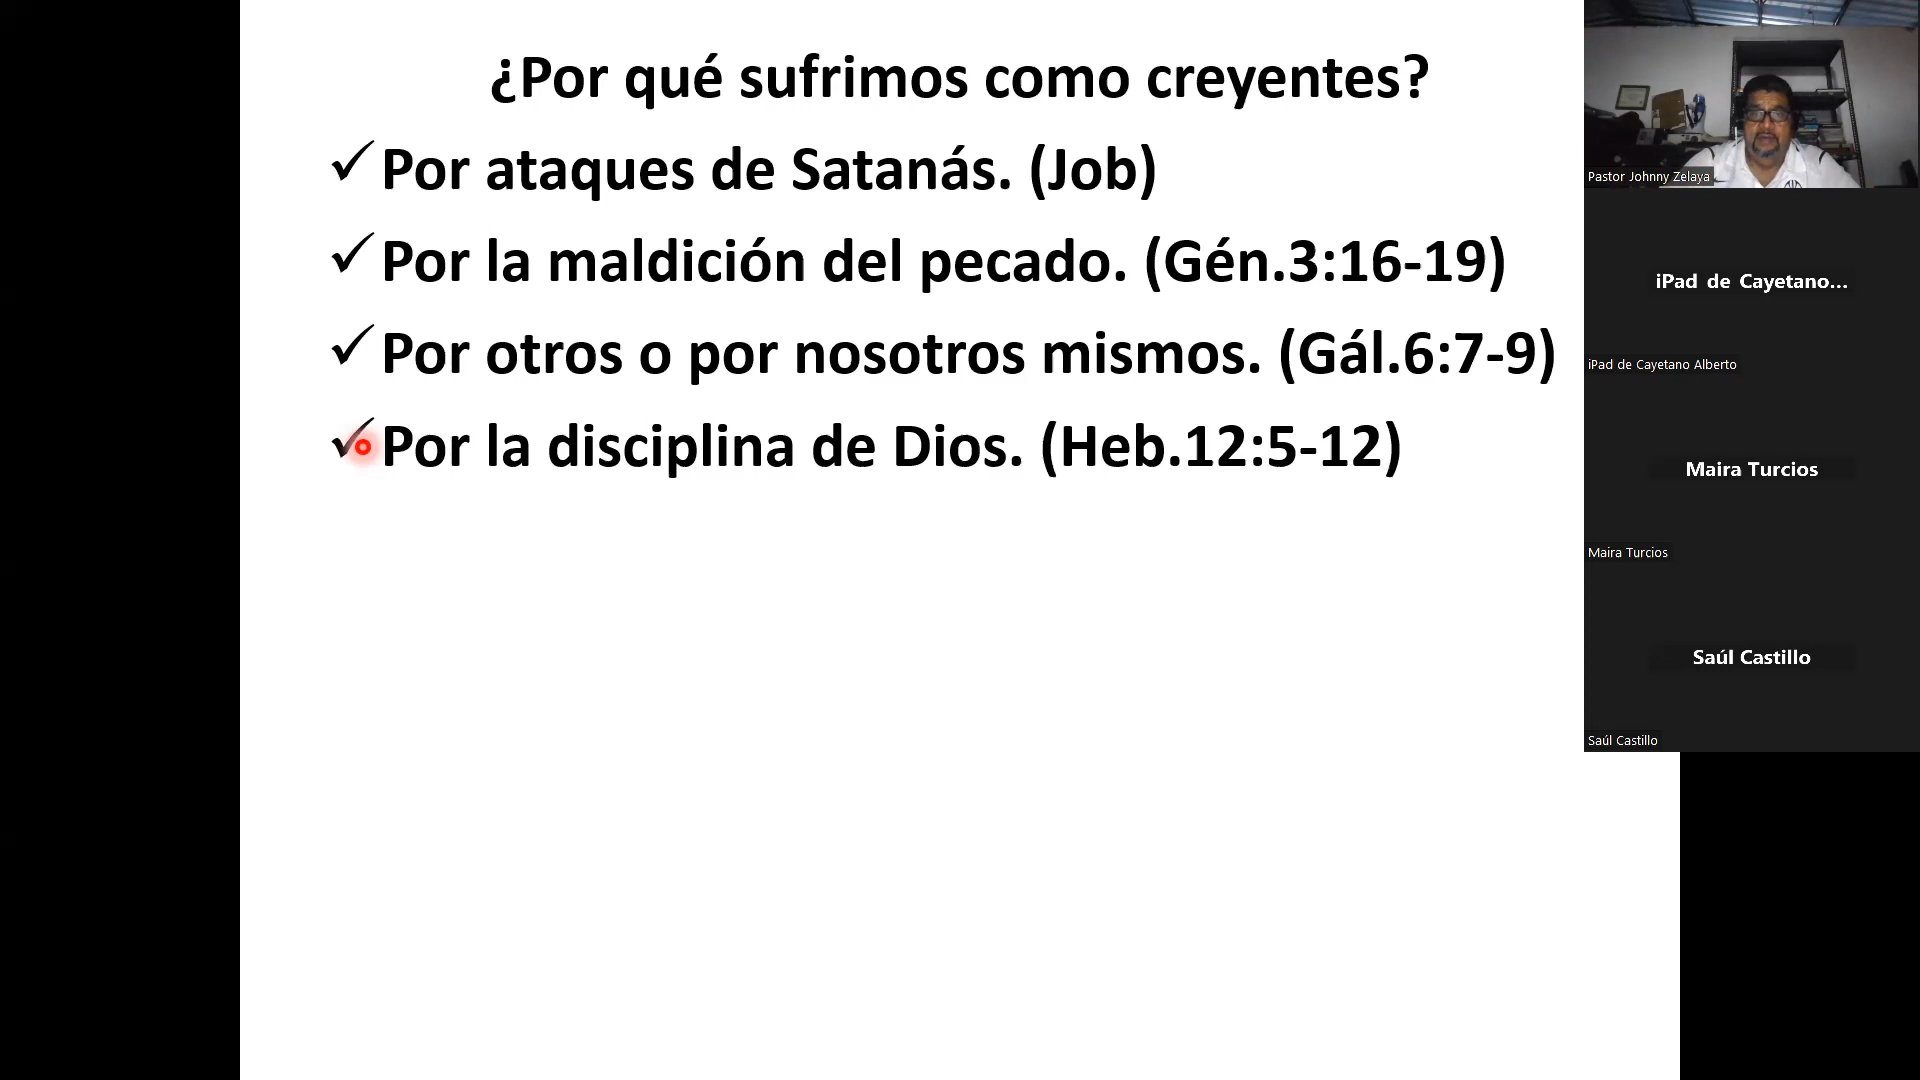 ¿Por qué sufrimos como creyentes?
Por ataques de Satanás. (Job)
Por la maldición del pecado. (Gén.3:16-19)
Por otros o por nosotros mismos. (Gál.6:7-9)
Por la disciplina de Dios. (Heb.12:5-12)
Pastor Johnny Zelaya
iPad de Cayetano...
iPad de Cayetano Alberto
Maira Turcios
Maira Turcios
Saúl Castillo
Saúl Castillo